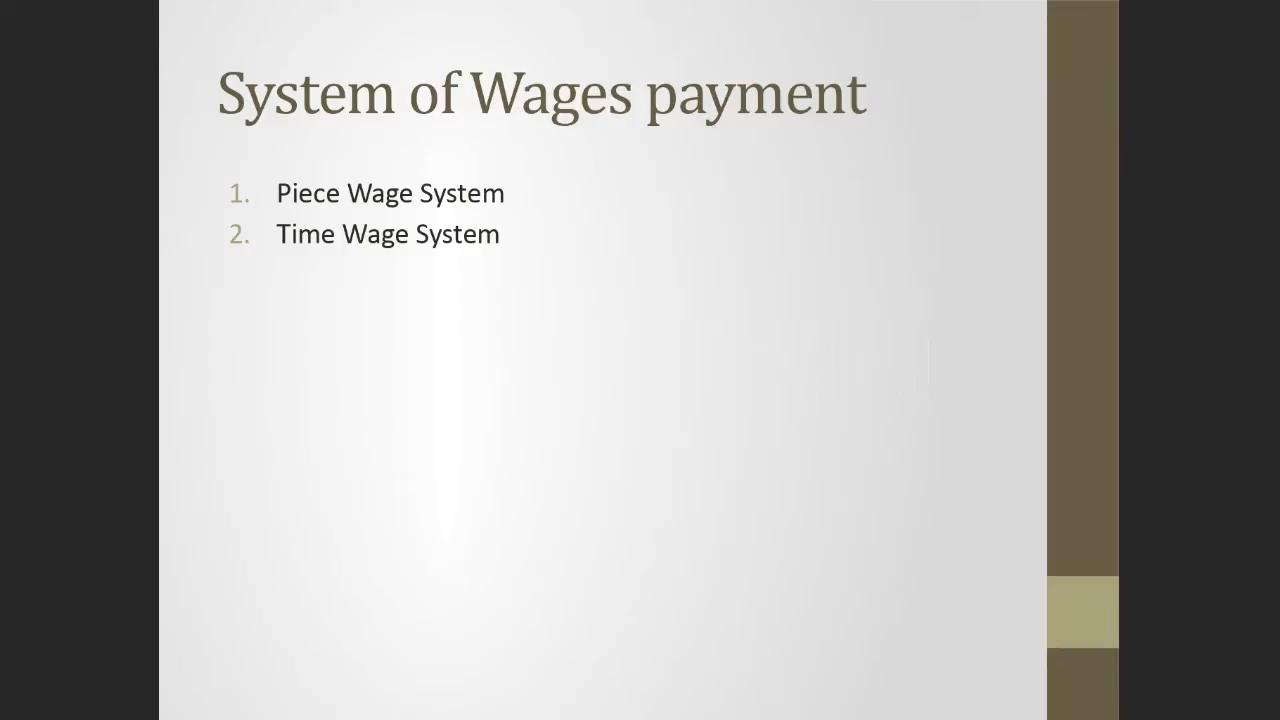 System of Wages payment
1. Piece Wage System
2. Time Wage System